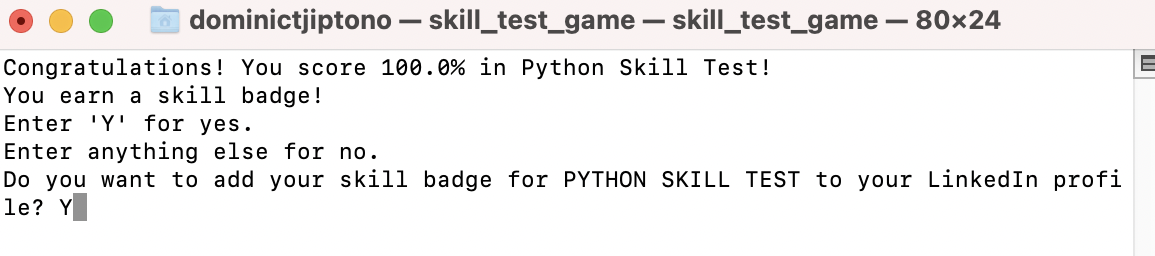 dominictjiptono — skill_test_game — skill_test_game — 80×24
Congratulations! You score 100.0% in Python Skill Test!
You earn a skill badge!
Enter 'Y' for yes.
Enter anything else for no.
Do you want to add your skill badge for PYTHON SKILL TEST to your LinkedIn profi
le? Y